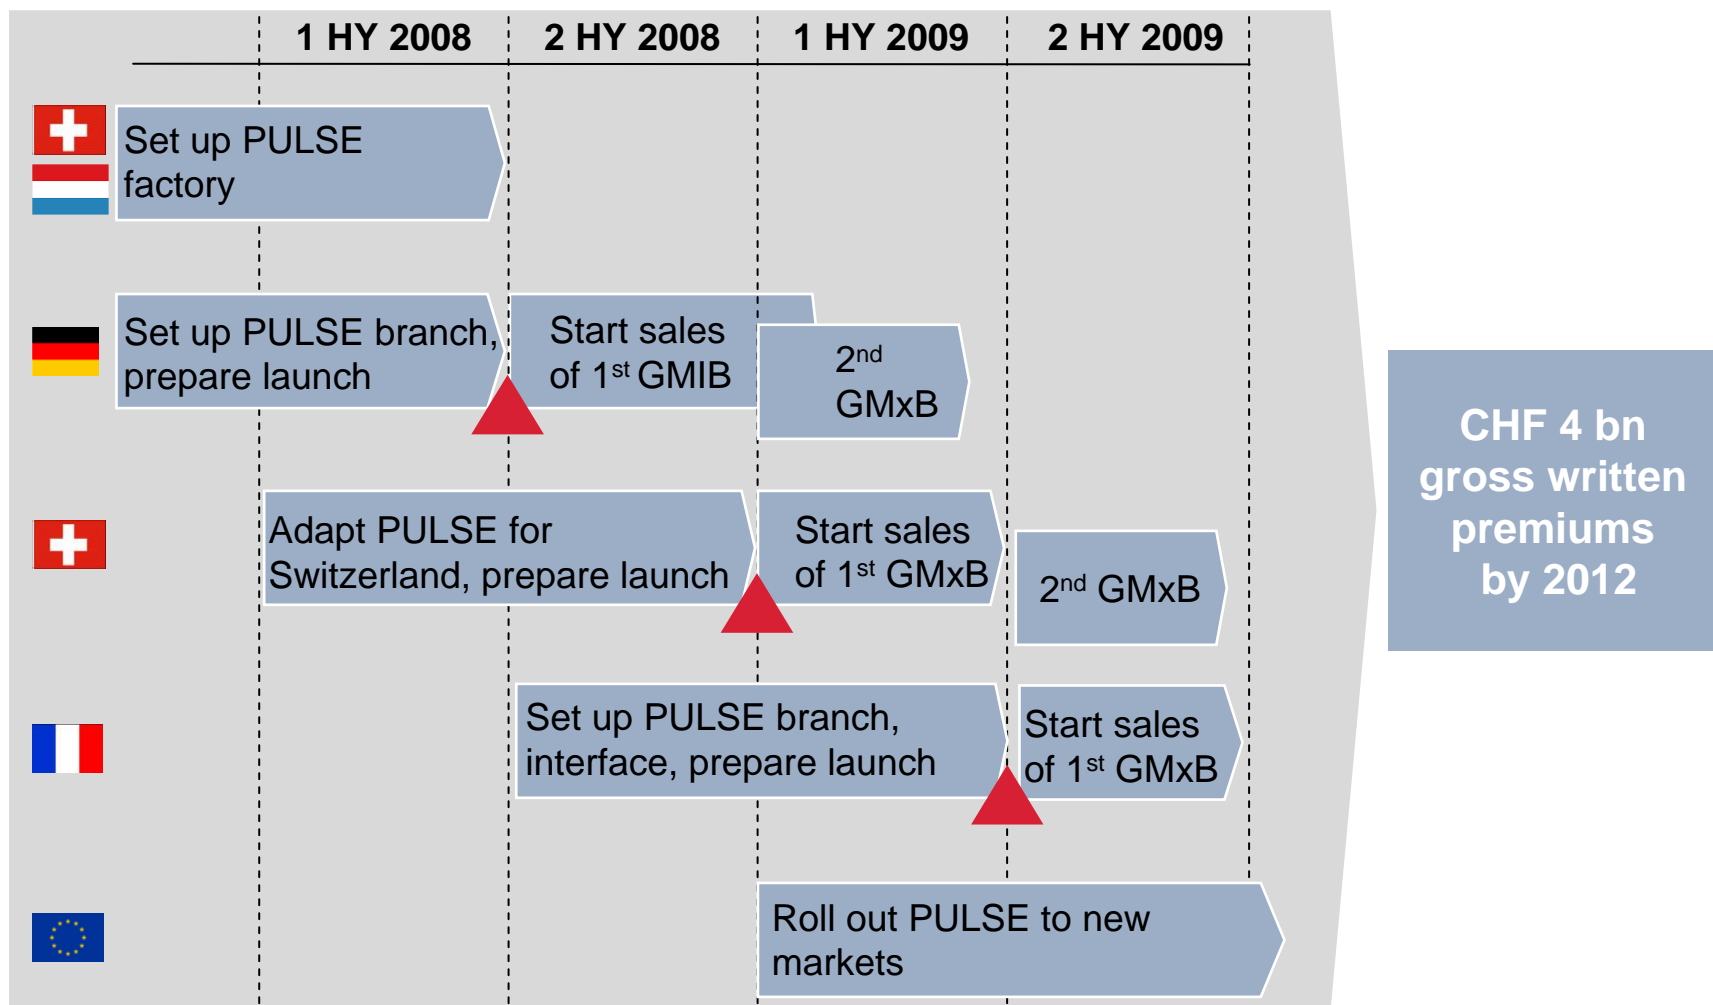 1 HY 2008 2 HY 2008 1 HY 2009 2 HY 2009
Set up PULSE
factory
Set up PULSE branch,
prepare launch
Start sales
of 1st GMIB
2nd
GMxB
Adapt PULSE for
Switzerland, prepare launch
Start sales
of 1st GMxB
2nd GMxB
Set up PULSE branch,
interface, prepare launch
Start sales
of 1st GMxB
Roll out PULSE to new
markets
CHF 4 bn
gross written
premiums
by 2012